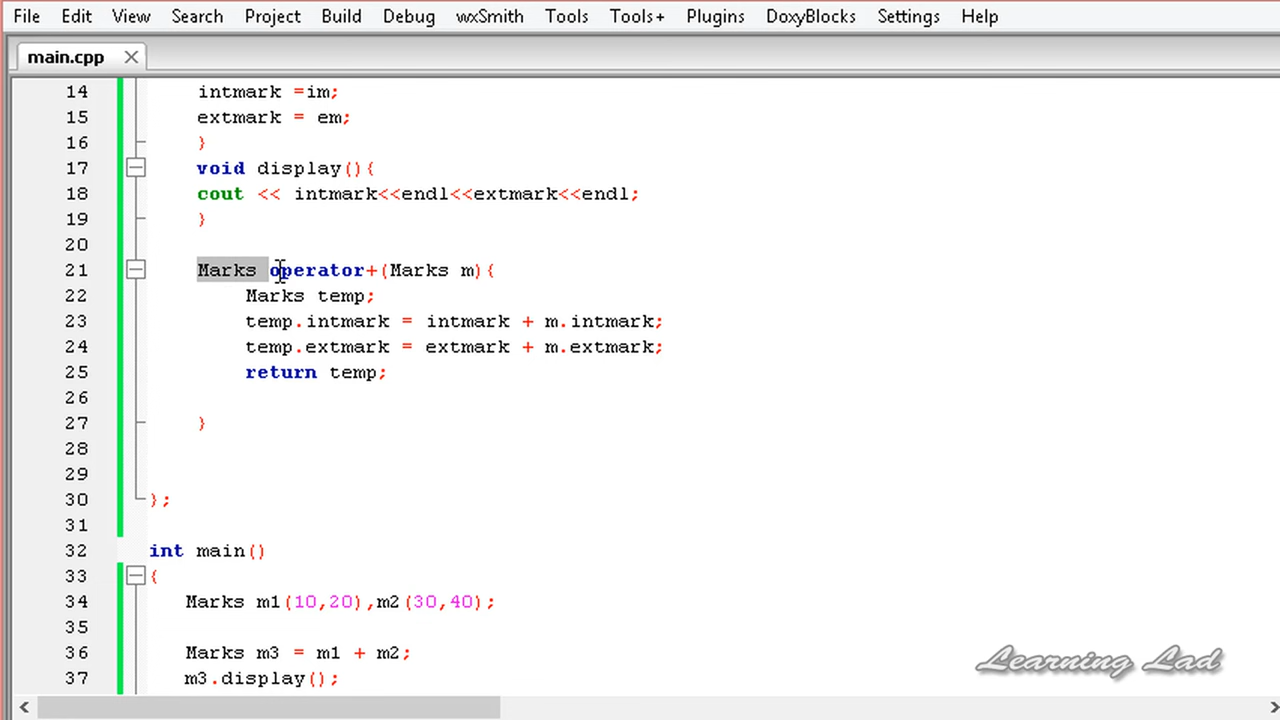 File Edit View Search Project Build Debug wxSmith Tools Tools+ Plugins DoxyBlocks Settings Help
main.cpp
14 intmark =im;
15 extmark = em;
16 }
17 void display(){
18 cout << intmark<<endl<<extmark<<endl;
19 }
20
21 Marks operator+(Marks m){
22 Marks temp;
23 temp.intmark = intmark + m.intmark;
24 temp.extmark = extmark + m.extmark;
25 return temp;
26
27 }
28
29
30 };
31
32 int main()
33 {
34 Marks m1(10,20),m2(30,40);
35
36 Marks m3 = m1 + m2;
37 m3.display();
Learning Lad